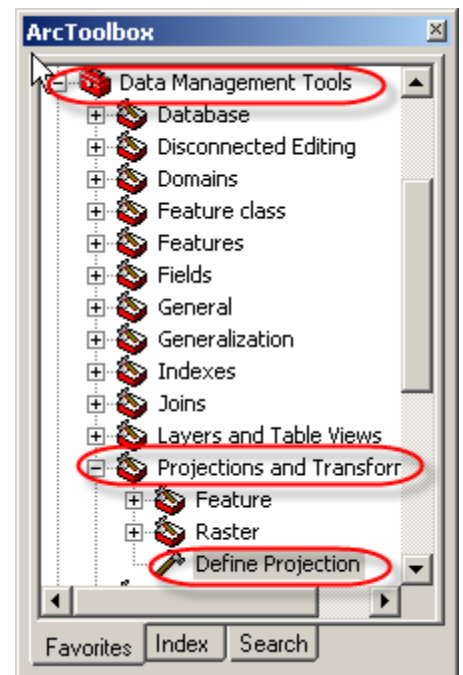 ArcToolbox
Data Management Tools
Database
Disconnected Editing
Domains
Feature class
Features
Fields
General
Generalization
Indexes
Joins
Layers and Table Views
Projections and Transforr
Feature
Raster
Define Projection
Favorites Index Search